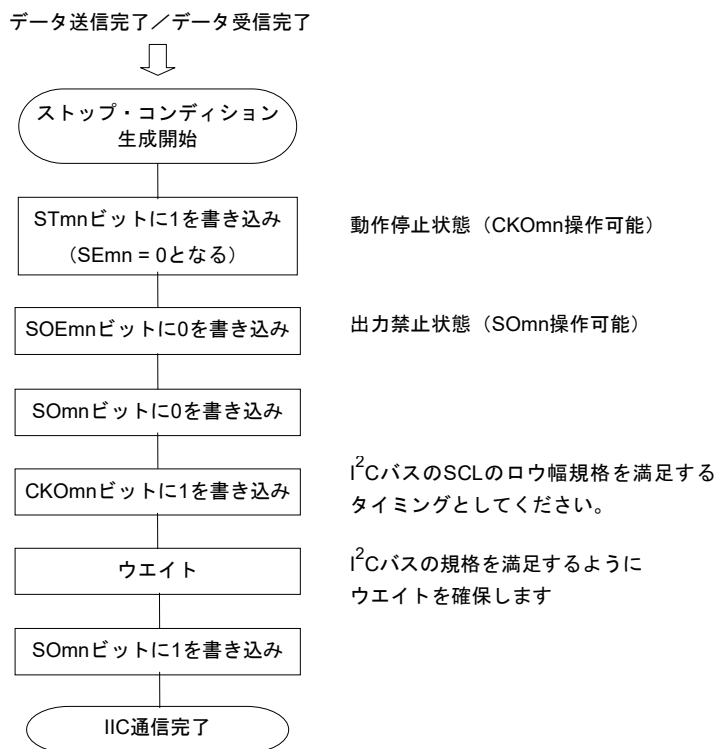 データ送信完了／データ受信完了
ストップ・コンディション
生成開始
STmnビットに1を書き込み
（SEmn = 0となる）
動作停止状態（CKOmn操作可能）
SOEmnビットに0を書き込み
出力禁止状態（SOmn操作可能）
SOmnビットに0を書き込み
CKOmnビットに1を書き込み
I²CバスのSCLのロウ幅規格を満足する
タイミングとしてください。
ウエイト
I²Cバスの規格を満足するように
ウエイトを確保します
SOmnビットに1を書き込み
IIC通信完了